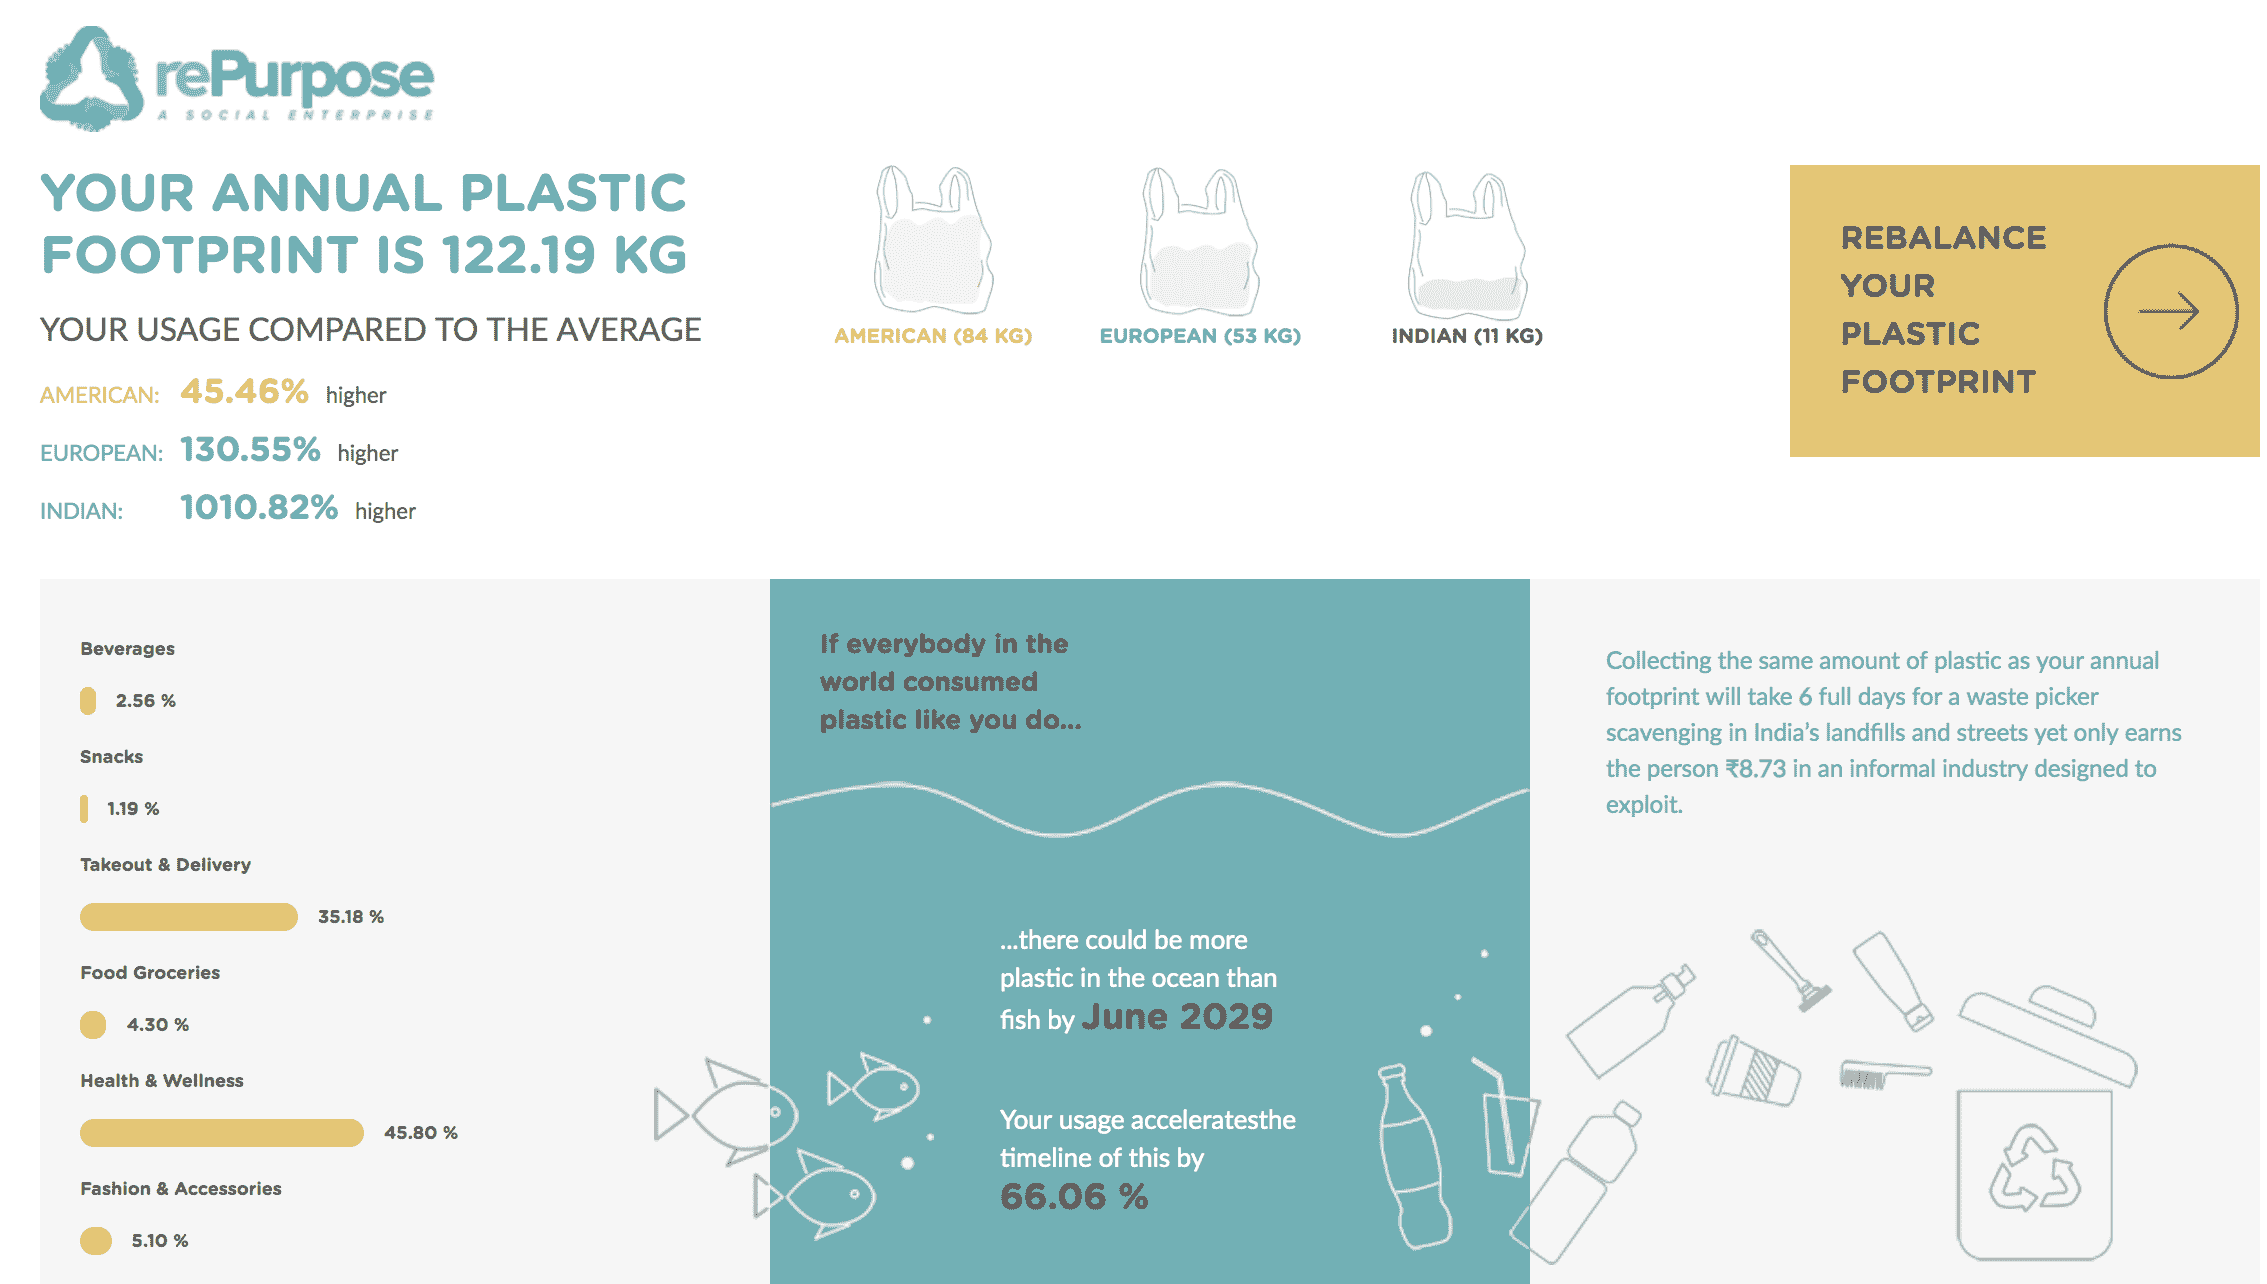 rePurpose
A SOCIAL ENTERPRISE
YOUR ANNUAL PLASTIC
FOOTPRINT IS 122.19 KG
YOUR USAGE COMPARED TO THE AVERAGE
AMERICAN: 45.46% higher
EUROPEAN: 130.55% higher
INDIAN: 1010.82% higher
AMERICAN (84 KG)
EUROPEAN (53 KG)
INDIAN (11 KG)
REBALANCE
YOUR
PLASTIC
FOOTPRINT
Beverages
2.56 %
Snacks
1.19 %
Takeout & Delivery
35.18 %
Food Groceries
4.30 %
Health & Wellness
45.80 %
Fashion & Accessories
5.10 %
If everybody in the
world consumed
plastic like you do...
...there could be more
plastic in the ocean than
fish by June 2029
Your usage acceleratesthe
timeline of this by
66.06 %
Collecting the same amount of plastic as your annual
footprint will take 6 full days for a waste picker
scavenging in India's landfills and streets yet only earns
the person ₹8.73 in an informal industry designed to
exploit.